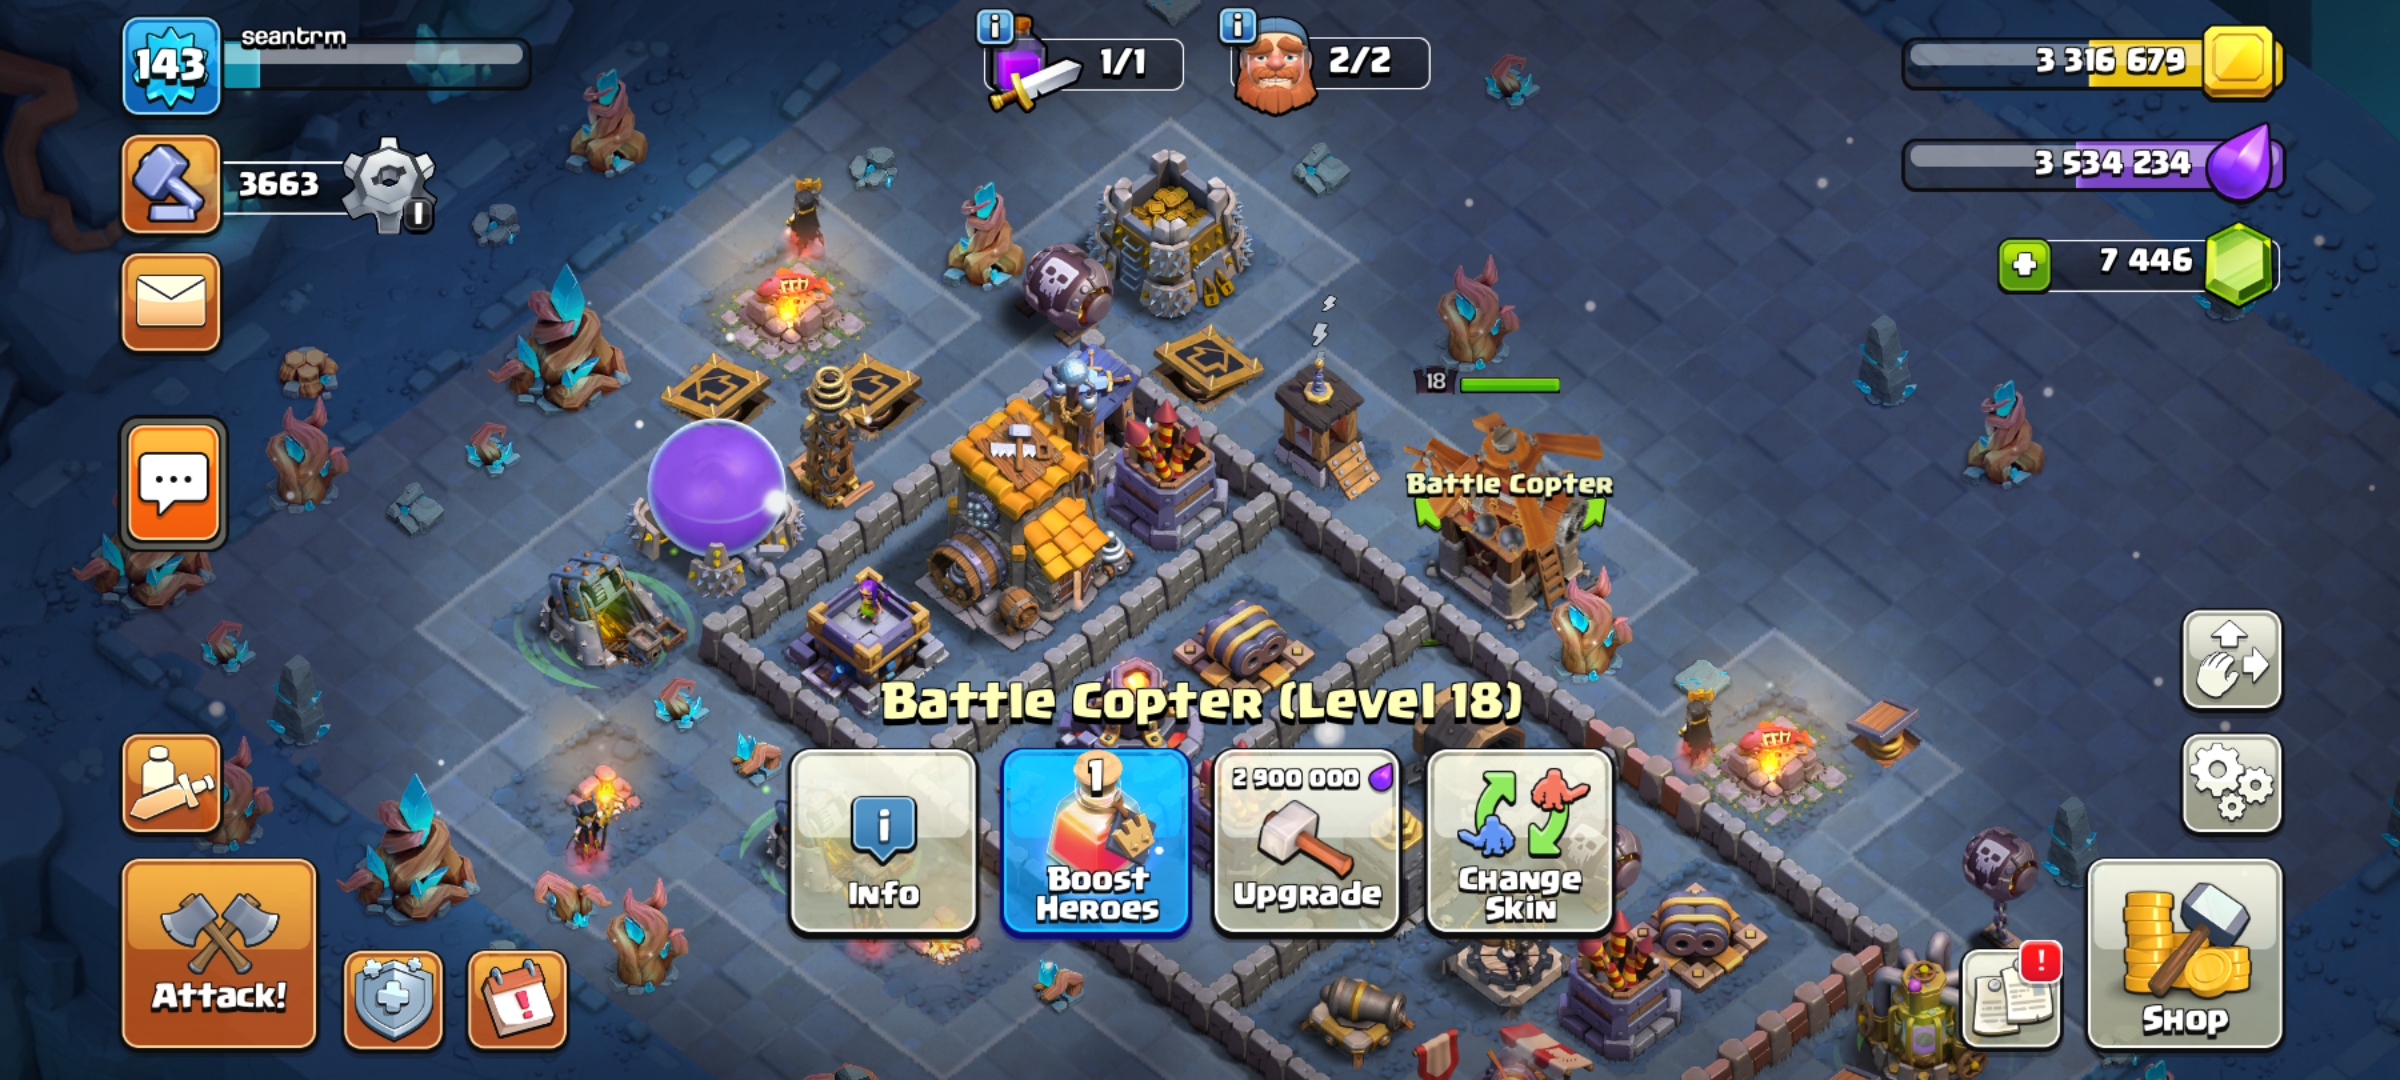 143
seantrm
1/1
2/2
3 316 679
3663
3 534 234
7 446
18
Battle Copter
Battle Copter (Level 18)
Info
1
Boost
Heroes
2 900 000
Upgrade
Change
Skin
Attack!
!
!
Shop